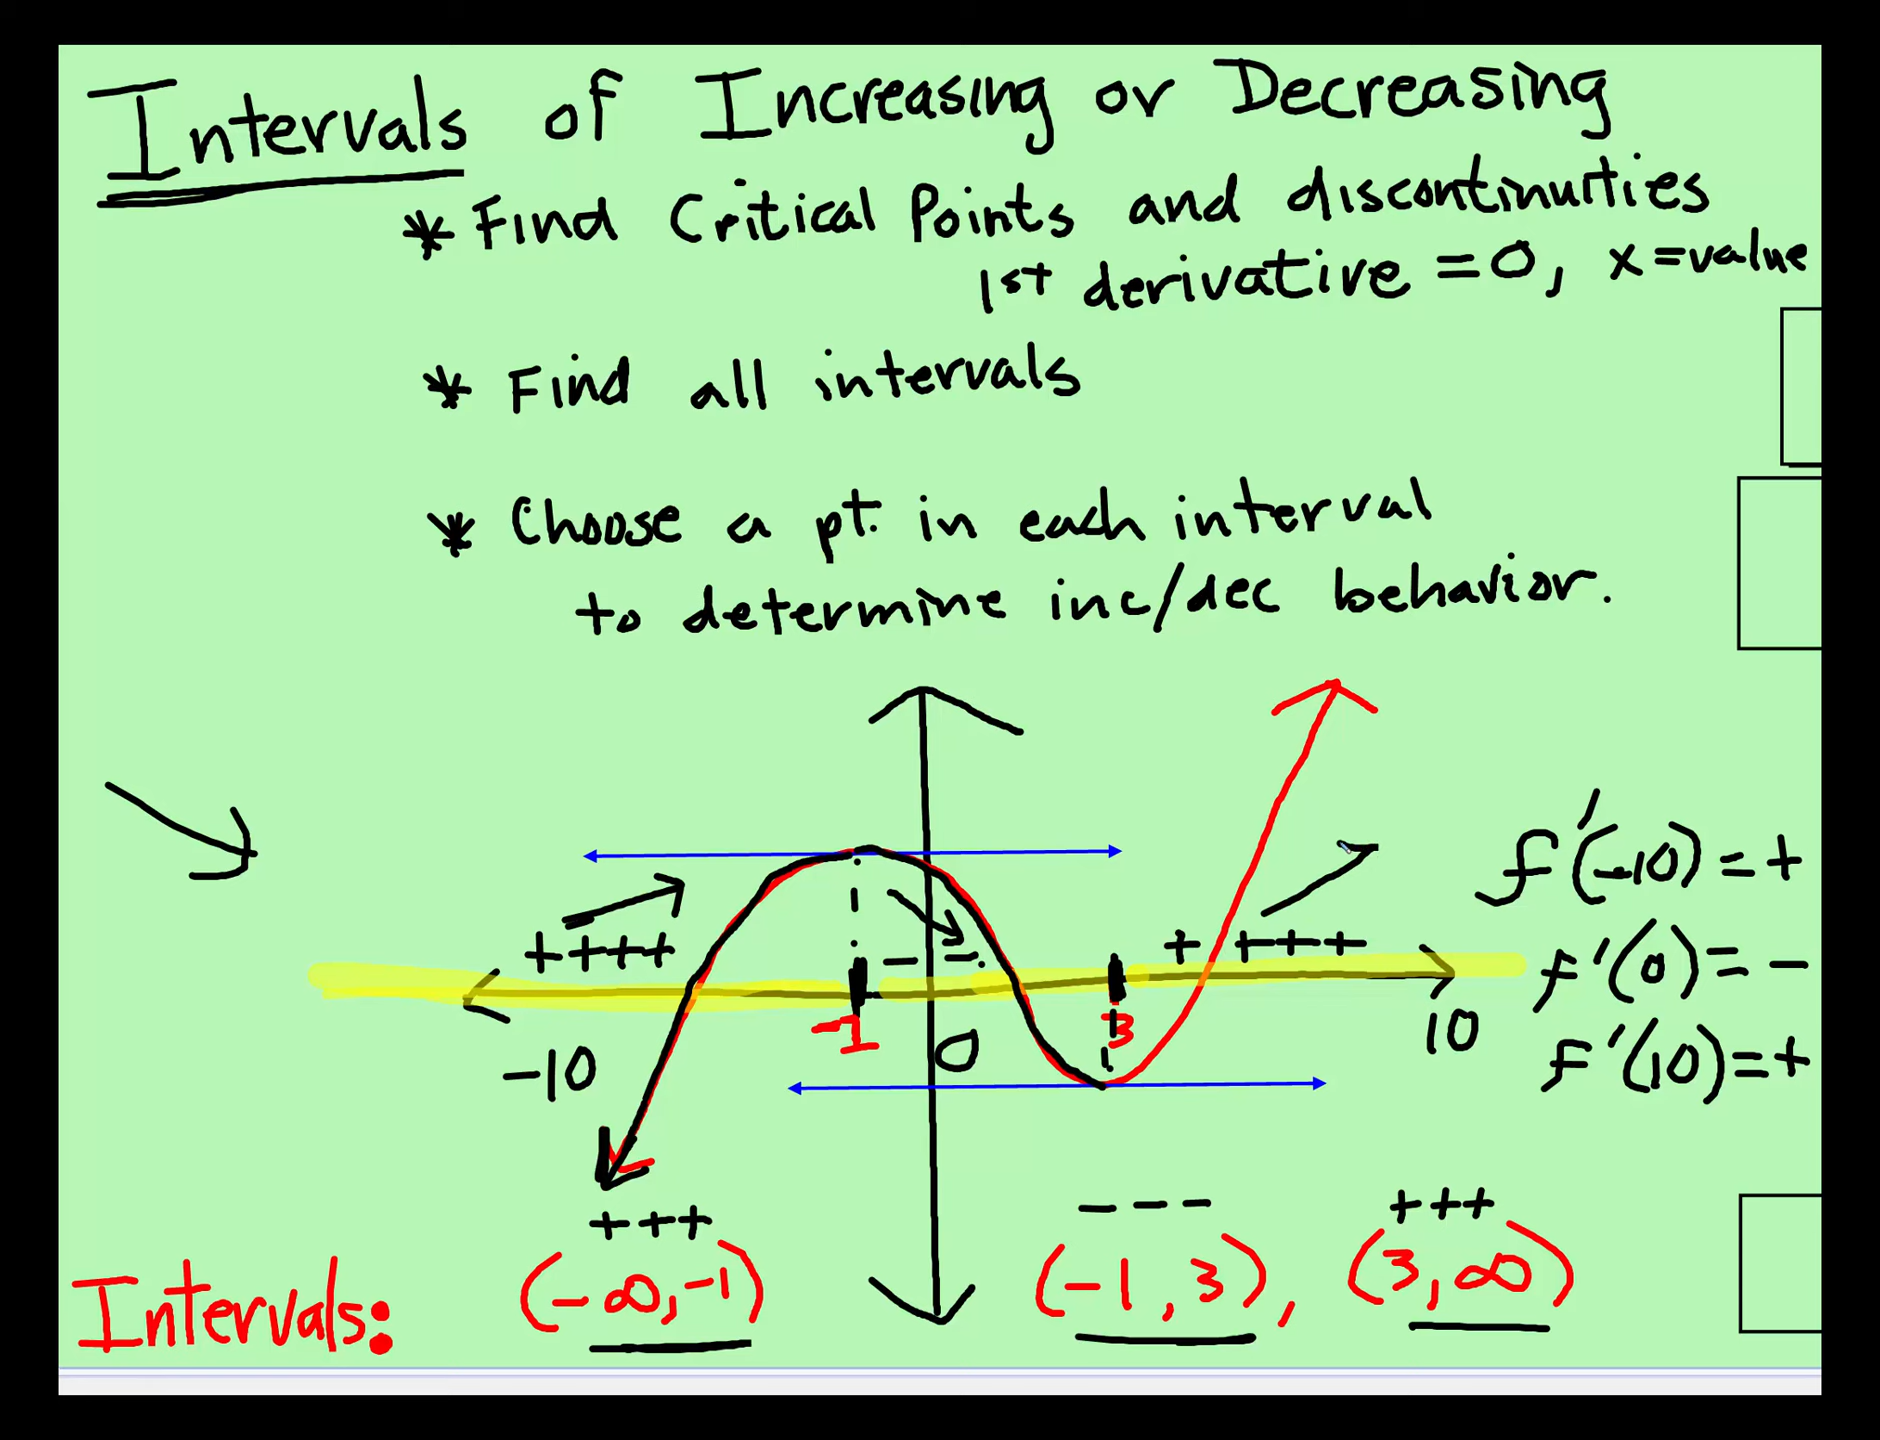 Intervals of Increasing or Decreasing
* Find Critical Points and discontinuities
1st derivative = 0, x = value
* Find all intervals
* Choose a pt. in each interval
to determine inc/dec behavior.
f'(-10) = +
++++
- -
+ +++
f'(0) = -
-1
0
3
10
-10
f'(10) = +
+++
- - -
+++
Intervals: (-∞, -1) (-1, 3), (3, ∞)